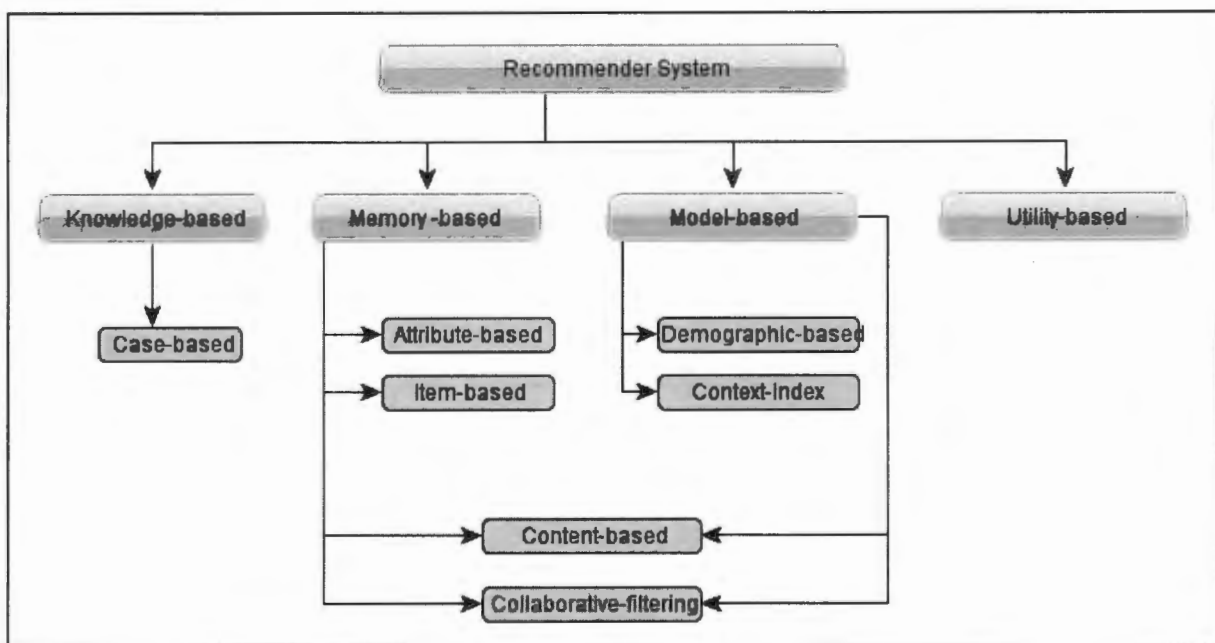 Recommender System
Knowledge-based
Memory -based
Model-based
Utility-based
Case-based
Attribute-based
Demographic-based
Item-based
Context-Index
Content-based
Collaborative-filtering